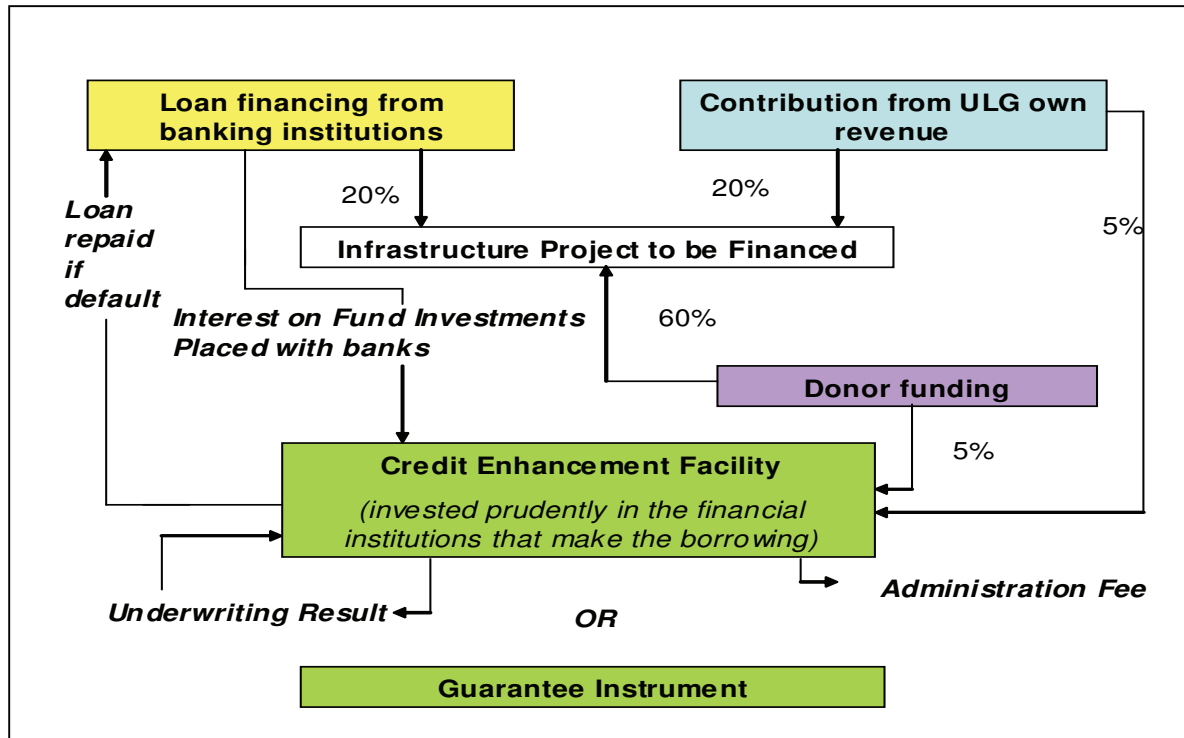 Loan financing from
banking institutions
Contribution from ULG own
revenue
20%
20%
5%
Loan
repaid
if
default
Infrastructure Project to be Financed
Interest on Fund Investments
Placed with banks
60%
Donor funding
5%
Credit Enhancement Facility
(invested prudently in the financial
institutions that make the borrowing)
Underwriting Result
OR
Administration Fee
Guarantee Instrument